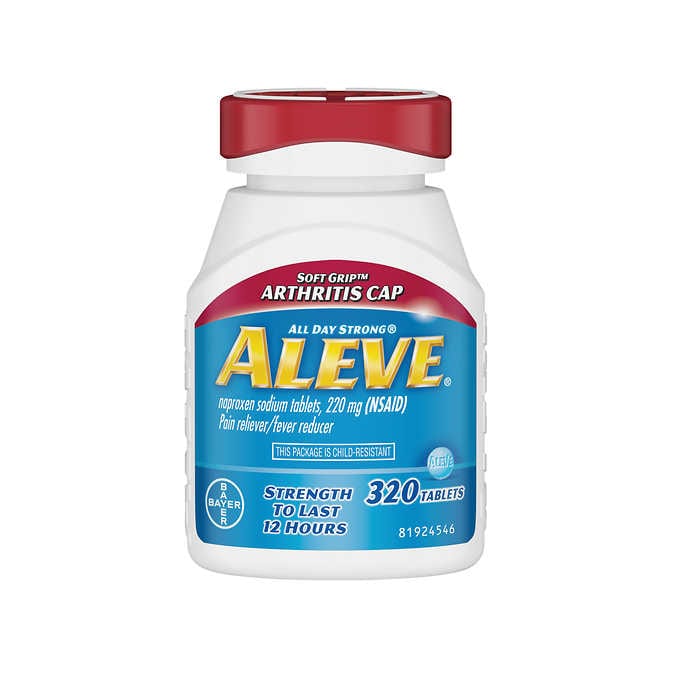 SOFT GRIP™
ARTHRITIS CAP
ALL DAY STRONG®
ALEVE®
naproxen sodium tablets, 220 mg (NSAID)
Pain reliever/fever reducer
THIS PACKAGE IS CHILD-RESISTANT
ALEVE
BAYER
BAYER
STRENGTH
TO LAST
12 HOURS
320 TABLETS
81924546